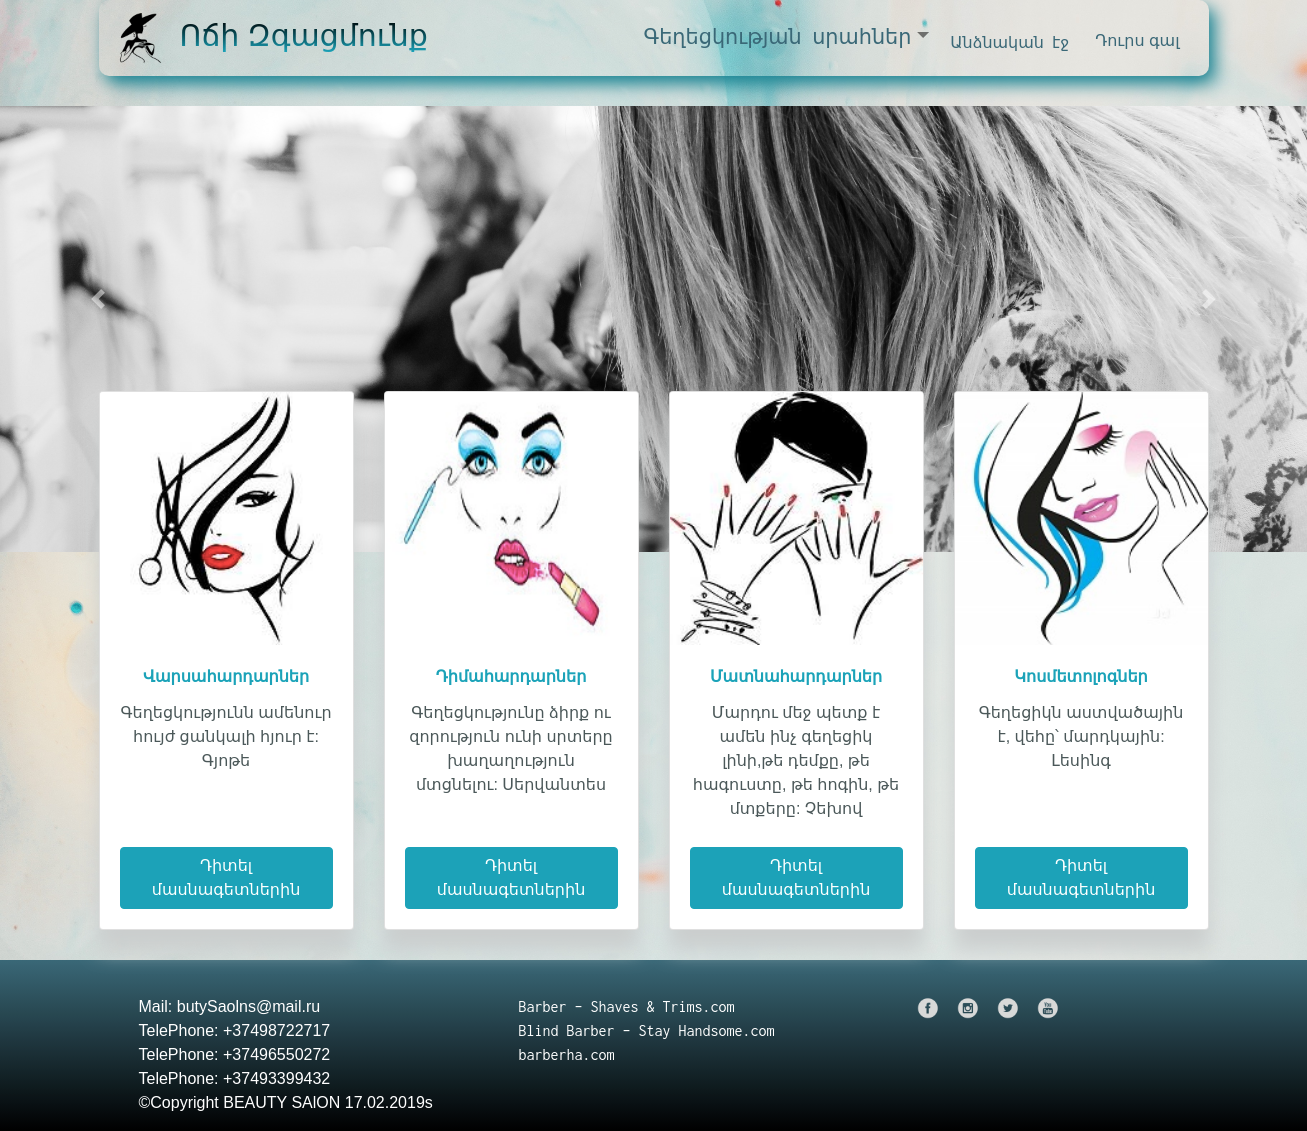 Ոճի Զգացմունք
Գեղեցկության սրահներ
Անձնական էջ
Դուրս գալ
Վարսահարդարներ
Գեղեցկությունն ամենուր
հույժ ցանկալի հյուր է:
Գյոթե
Դիտել
մասնագետներին
Դիմահարդարներ
Գեղեցկությունը ձիրք ու
զորություն ունի սրտերը
խաղաղություն
մտցնելու: Սերվանտես
Դիտել
մասնագետներին
Մատնահարդարներ
Մարդու մեջ պետք է
ամեն ինչ գեղեցիկ
լինի,թե դեմքը, թե
հագուստը, թե հոգին, թե
մտքերը: Չեխով
Դիտել
մասնագետներին
Կոսմետոլոգներ
Գեղեցիկն աստվածային
է, վեհը՝ մարդկային:
Լեսինգ
Դիտել
մասնագետներին
Mail: butySaolns@mail.ru
TelePhone: +37498722717
TelePhone: +37496550272
TelePhone: +37493399432
©Copyright BEAUTY SAlON 17.02.2019s
Barber - Shaves & Trims.com
Blind Barber - Stay Handsome.com
barberha.com